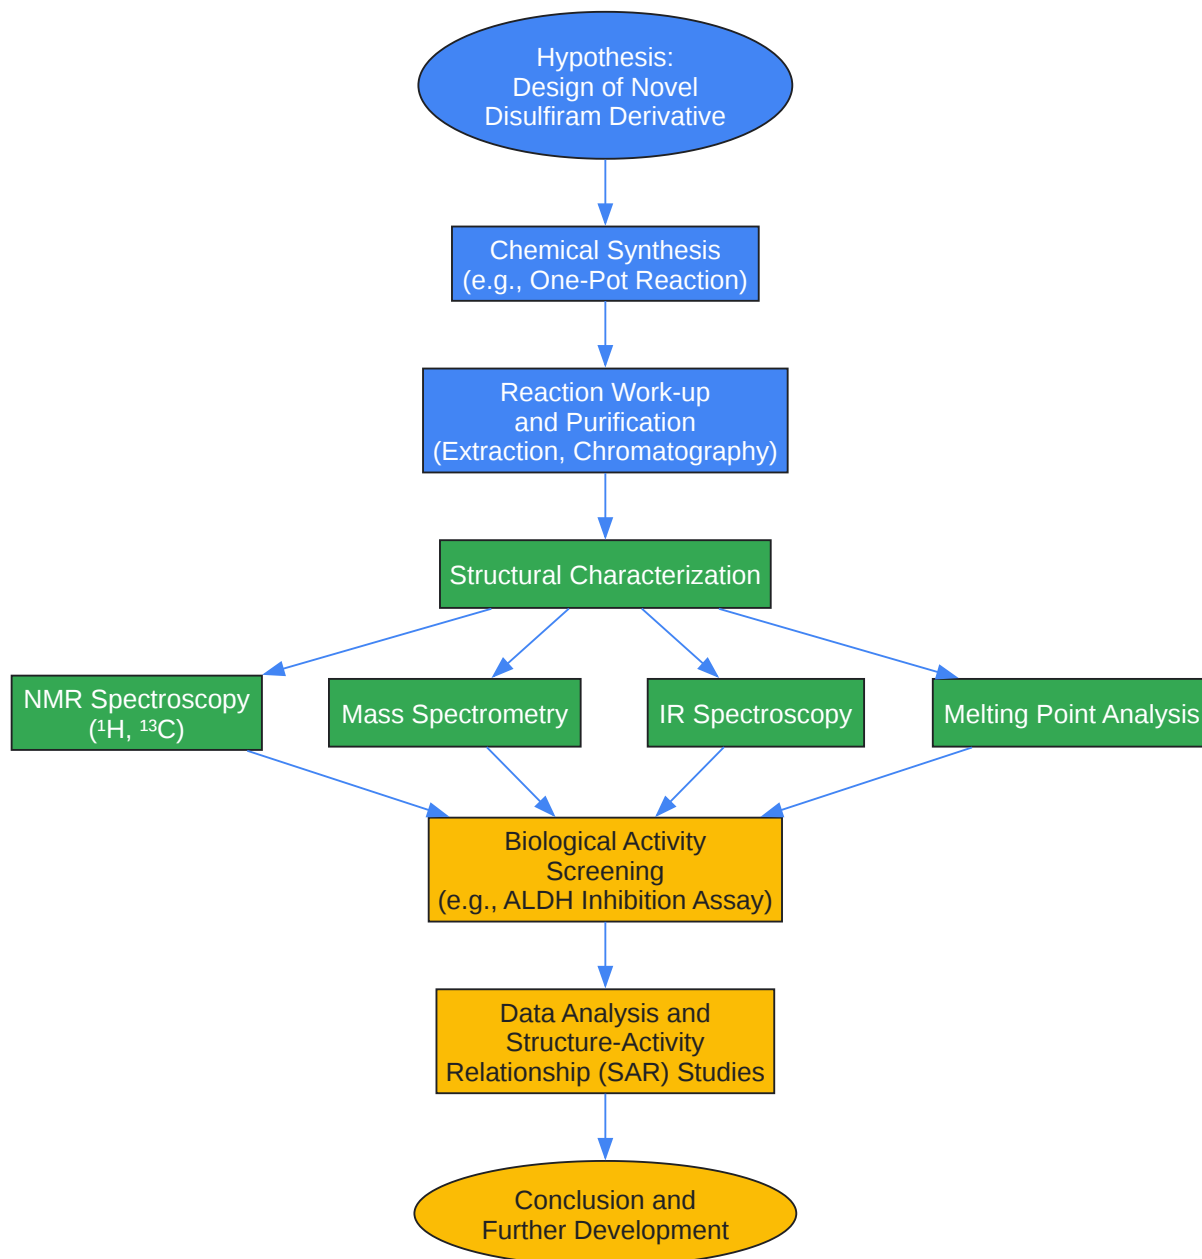 Hypothesis:
Design of Novel
Disulfiram Derivative
Chemical Synthesis
(e.g., One-Pot Reaction)
Reaction Work-up
and Purification
(Extraction, Chromatography)
Structural Characterization
NMR Spectroscopy
(¹H, ¹³C)
Mass Spectrometry
IR Spectroscopy
Melting Point Analysis
Biological Activity
Screening
(e.g., ALDH Inhibition Assay)
Data Analysis and
Structure-Activity
Relationship (SAR) Studies
Conclusion and
Further Development